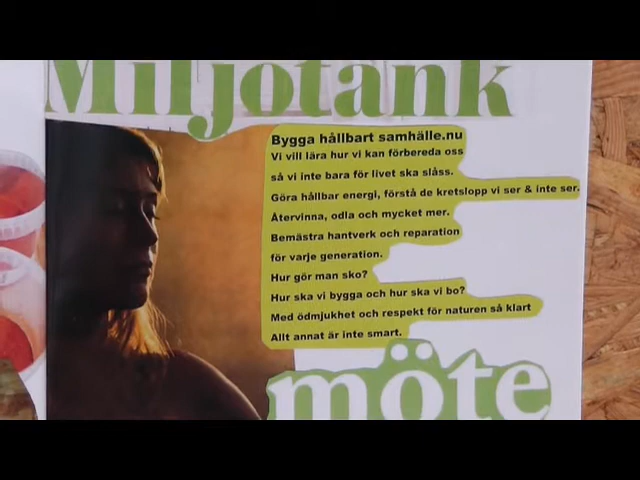 Miljötänk
Bygga hållbart samhälle.nu
Vi vill lära hur vi kan förbereda oss
så vi inte bara för livet ska slåss.
Göra hållbar energi, förstå de kretslopp vi ser & inte ser.
Återvinna, odla och mycket mer.
Bemästra hantverk och reparation
för varje generation.
Hur gör man sko?
Hur ska vi bygga och hur ska vi bo?
Med ödmjukhet och respekt för naturen så klart
Allt annat är inte smart.
möte